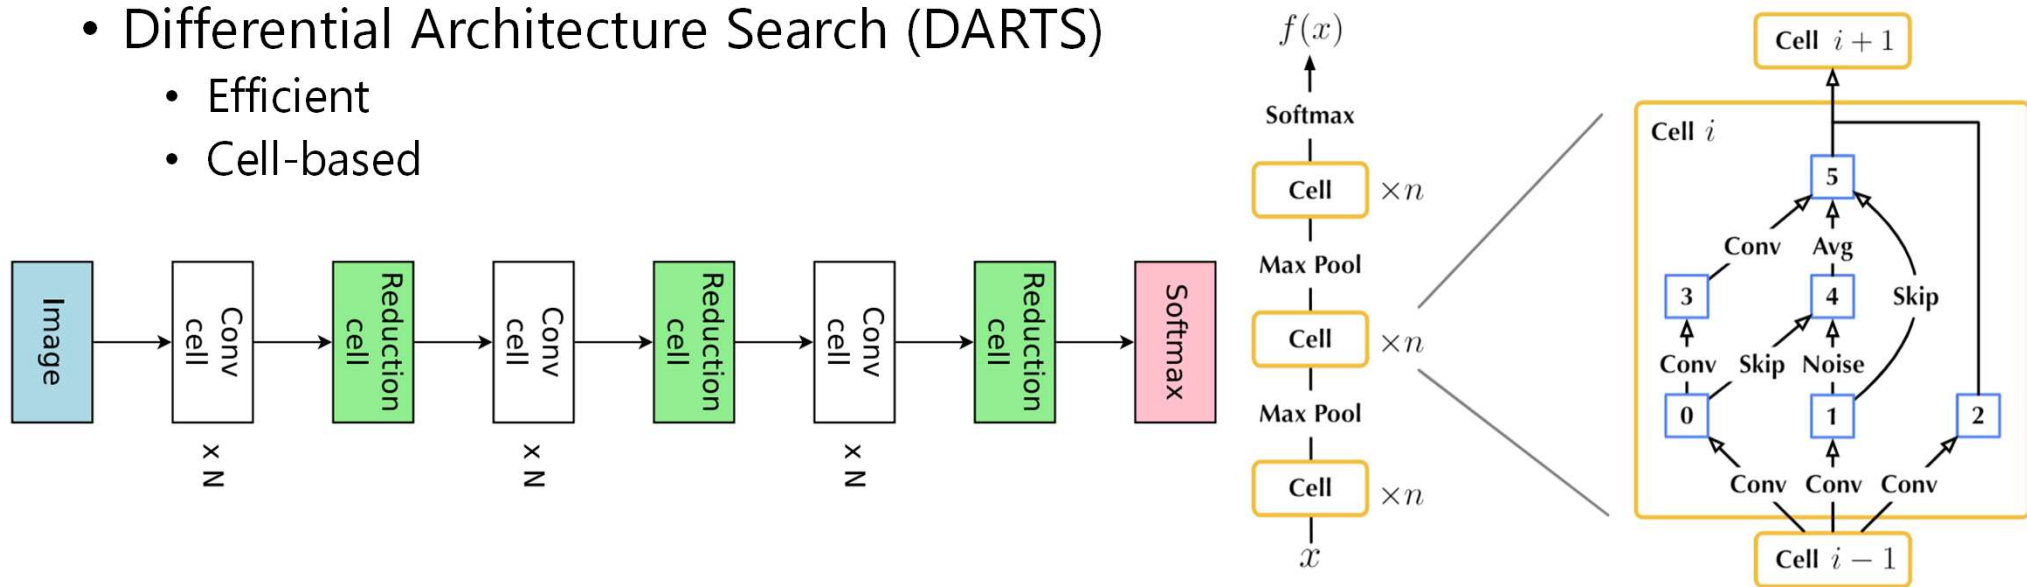 • Differential Architecture Search (DARTS)
• Efficient
• Cell-based
Image
Conv
cell
x N
Reduction
cell
Conv
cell
x N
Reduction
cell
Conv
cell
x N
Reduction
cell
Softmax
f(x)
Softmax
Cell ×n
Max Pool
Cell ×n
Max Pool
Cell ×n
x
Cell i + 1
Cell i
5
Conv Avg
3 4 Skip
Conv Skip Noise
0 1 2
Conv Conv Conv
Cell i − 1